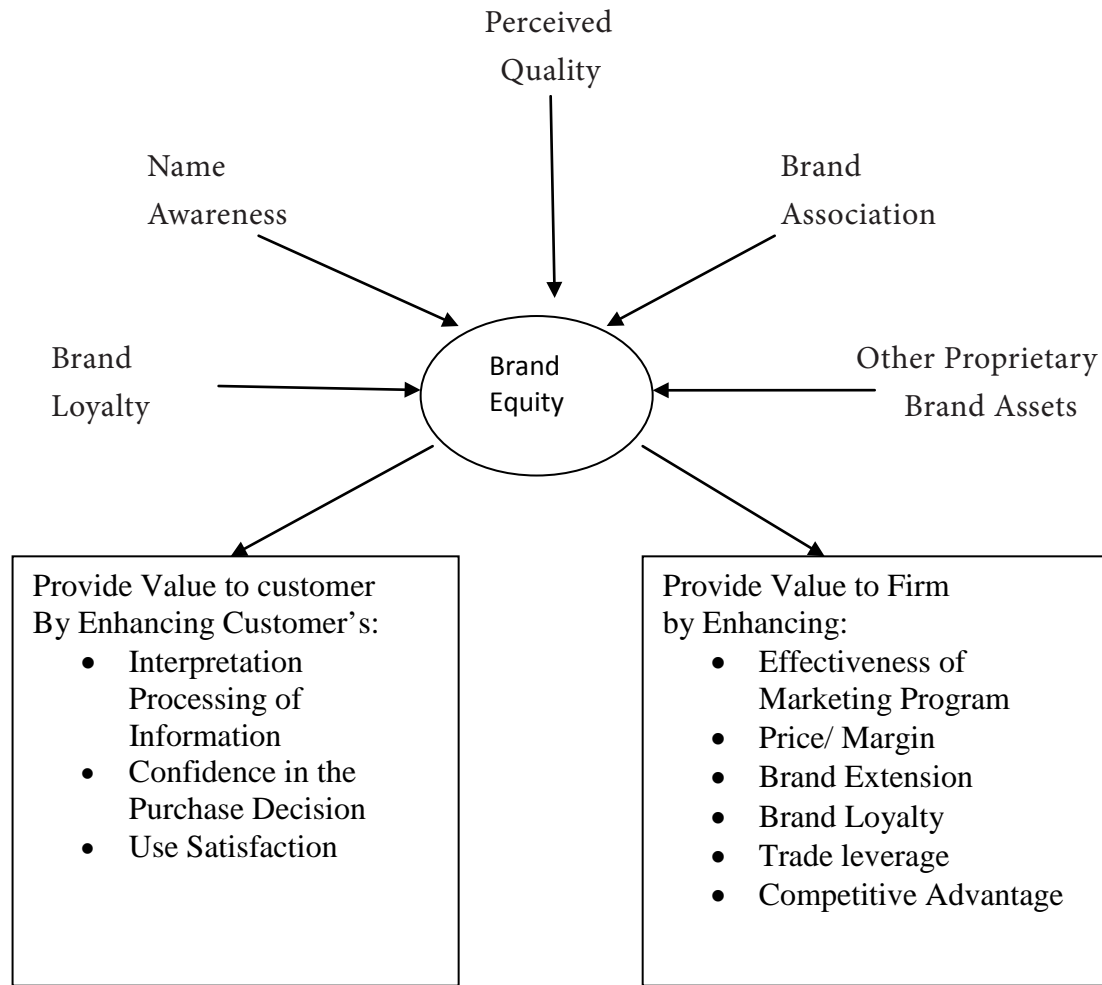 Perceived
Quality
Name
Awareness
Brand
Association
Brand
Loyalty
Brand
Equity
Other Proprietary
Brand Assets
Provide Value to customer
By Enhancing Customer’s:
• Interpretation
Processing of
Information
• Confidence in the
Purchase Decision
• Use Satisfaction
Provide Value to Firm
by Enhancing:
• Effectiveness of
Marketing Program
• Price/ Margin
• Brand Extension
• Brand Loyalty
• Trade leverage
• Competitive Advantage